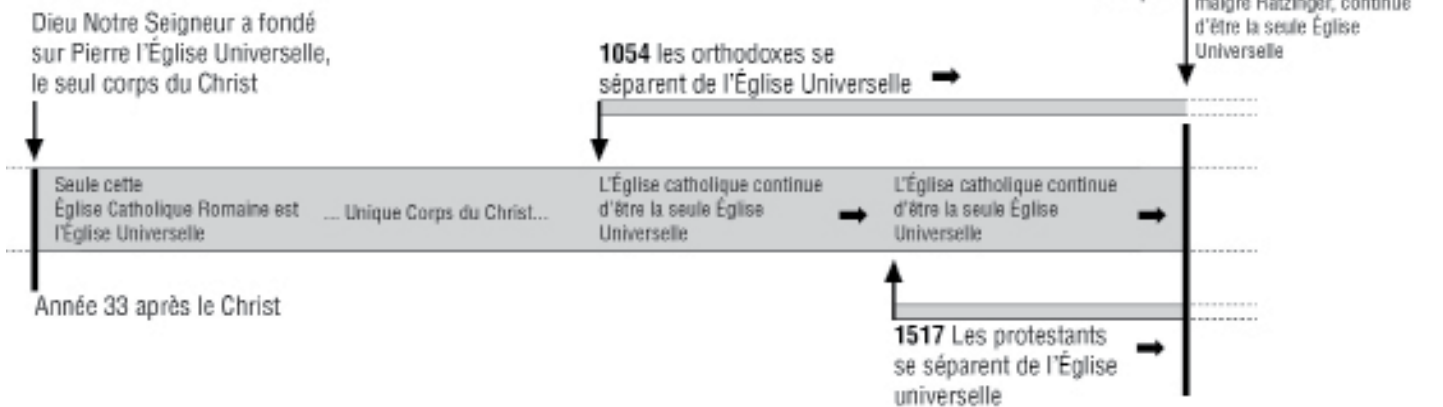 malgré Ratzinger, continue
d'être la seule Église
Universelle
Dieu Notre Seigneur a fondé
sur Pierre l'Église Universelle,
le seul corps du Christ
1054 les orthodoxes se
séparent de l'Église Universelle
Seule cette
Église Catholique Romaine est
l'Église Universelle
... Unique Corps du Christ...
L'Église catholique continue
d'être la seule Église
Universelle
L'Église catholique continue
d'être la seule Église
Universelle
Année 33 après le Christ
1517 Les protestants
se séparent de l'Église
universelle